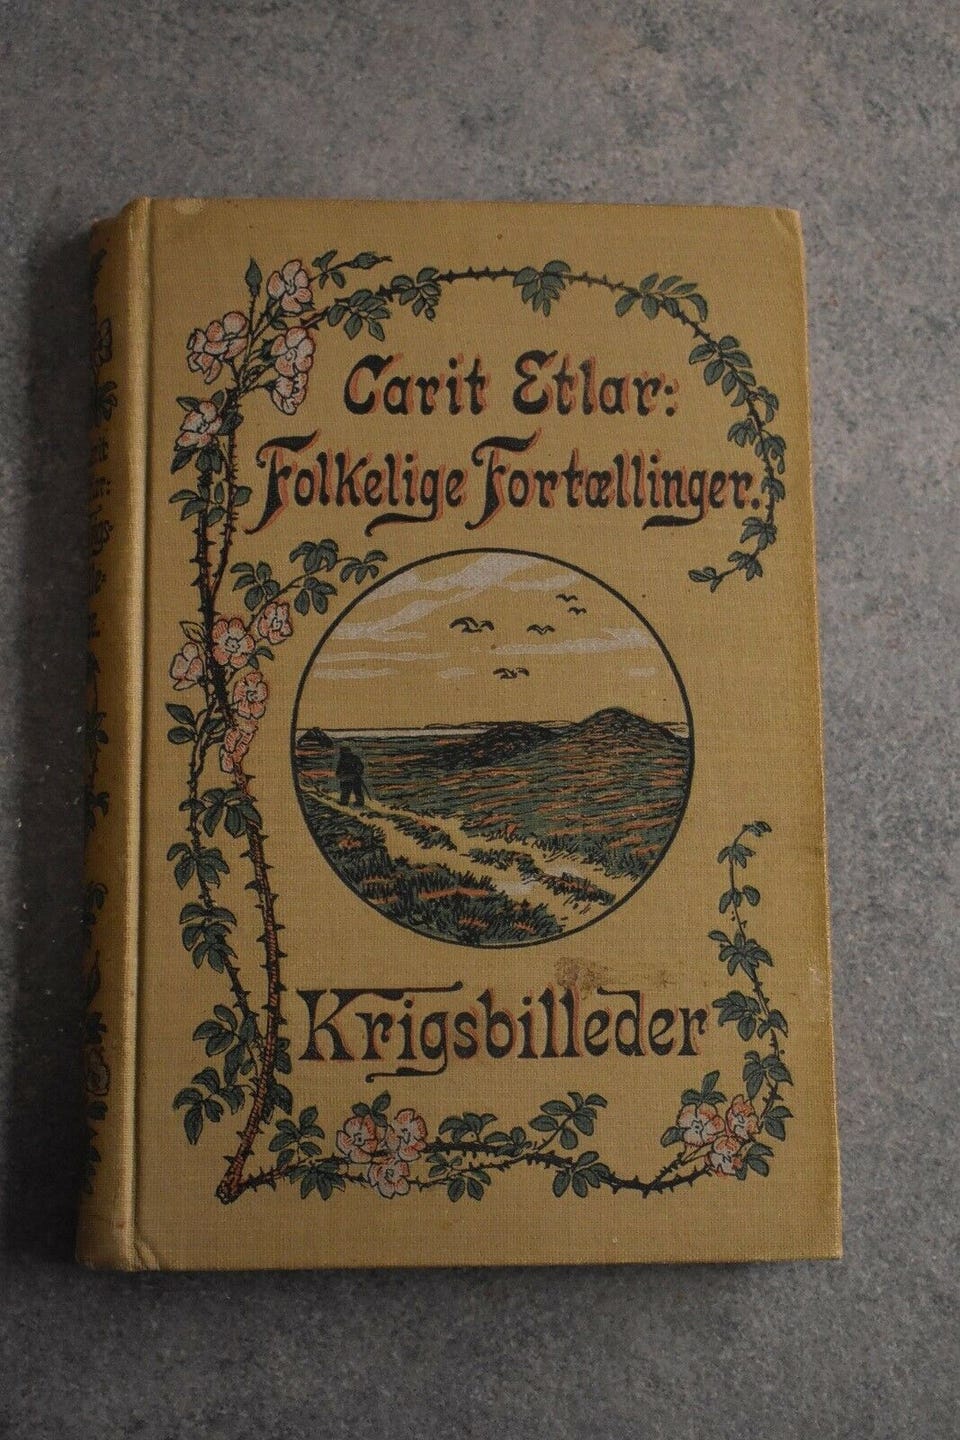 Carit Etlar:
Folkelige Fortællinger.
Krigsbilleder